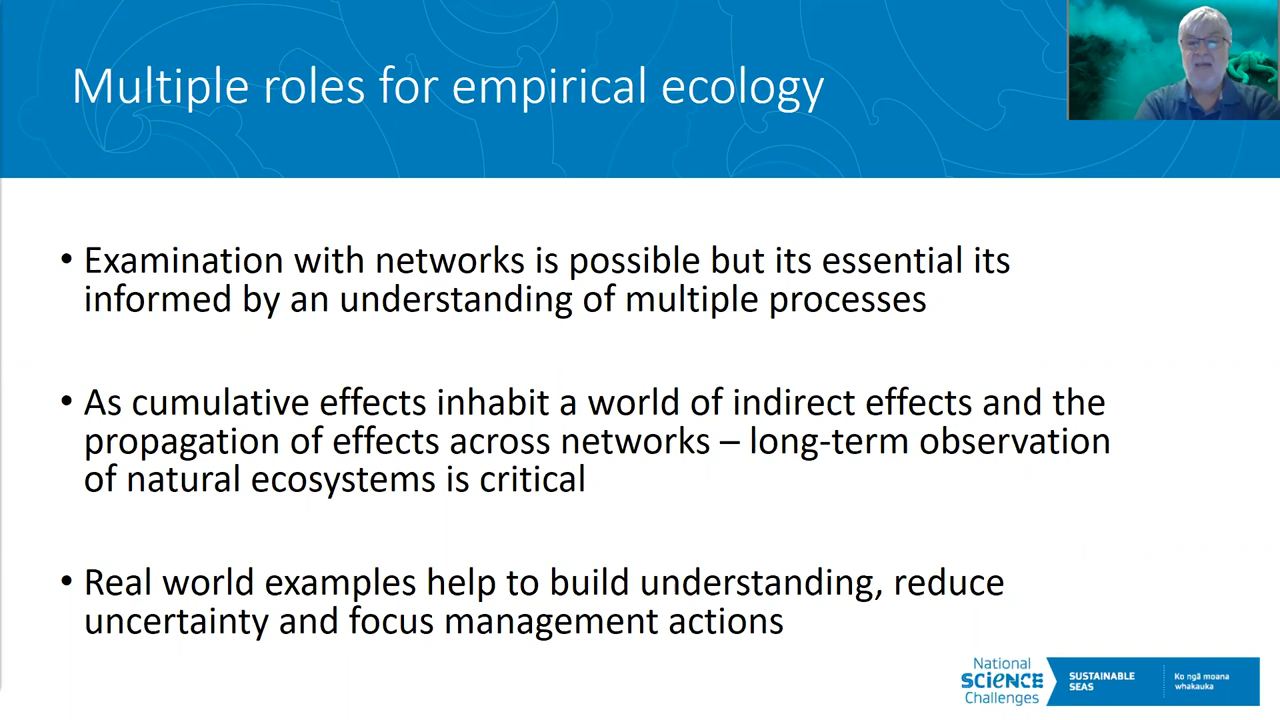 Multiple roles for empirical ecology
• Examination with networks is possible but its essential its
informed by an understanding of multiple processes
• As cumulative effects inhabit a world of indirect effects and the
propagation of effects across networks – long-term observation
of natural ecosystems is critical
• Real world examples help to build understanding, reduce
uncertainty and focus management actions
National
SCIENCE
Challenges
SUSTAINABLE
SEAS
Ko ngā moana
whakauka